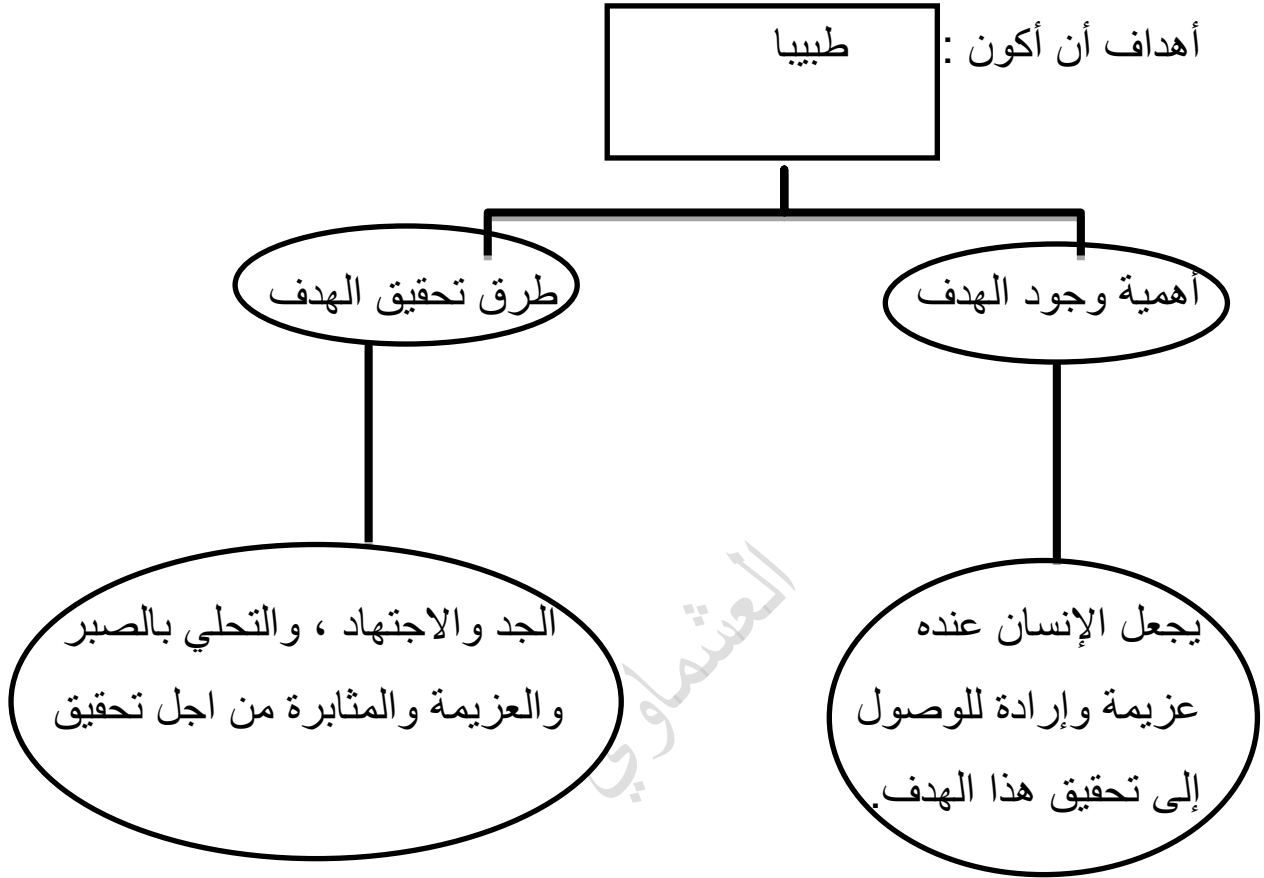 أهداف أن أكون : طبيبا
أهمية وجود الهدف
طرق تحقيق الهدف
يجعل الإنسان عنده
عزيمة وإرادة للوصول
إلى تحقيق هذا الهدف.
الجد والاجتهاد ، والتحلي بالصبر
والعزيمة والمثابرة من اجل تحقيق
العشماوي